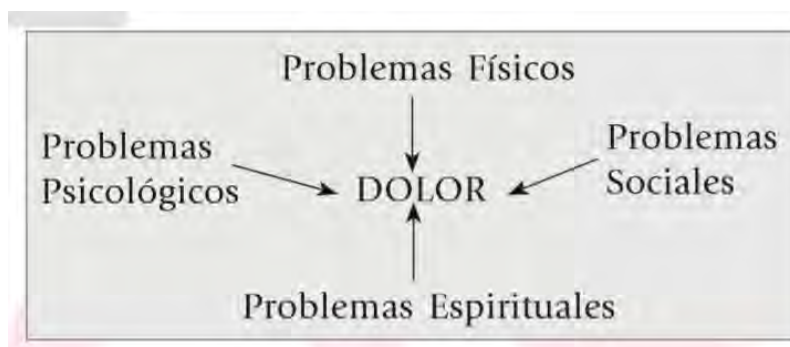 Problemas Físicos
Problemas
Psicológicos
DOLOR
Problemas
Sociales
Problemas Espirituales